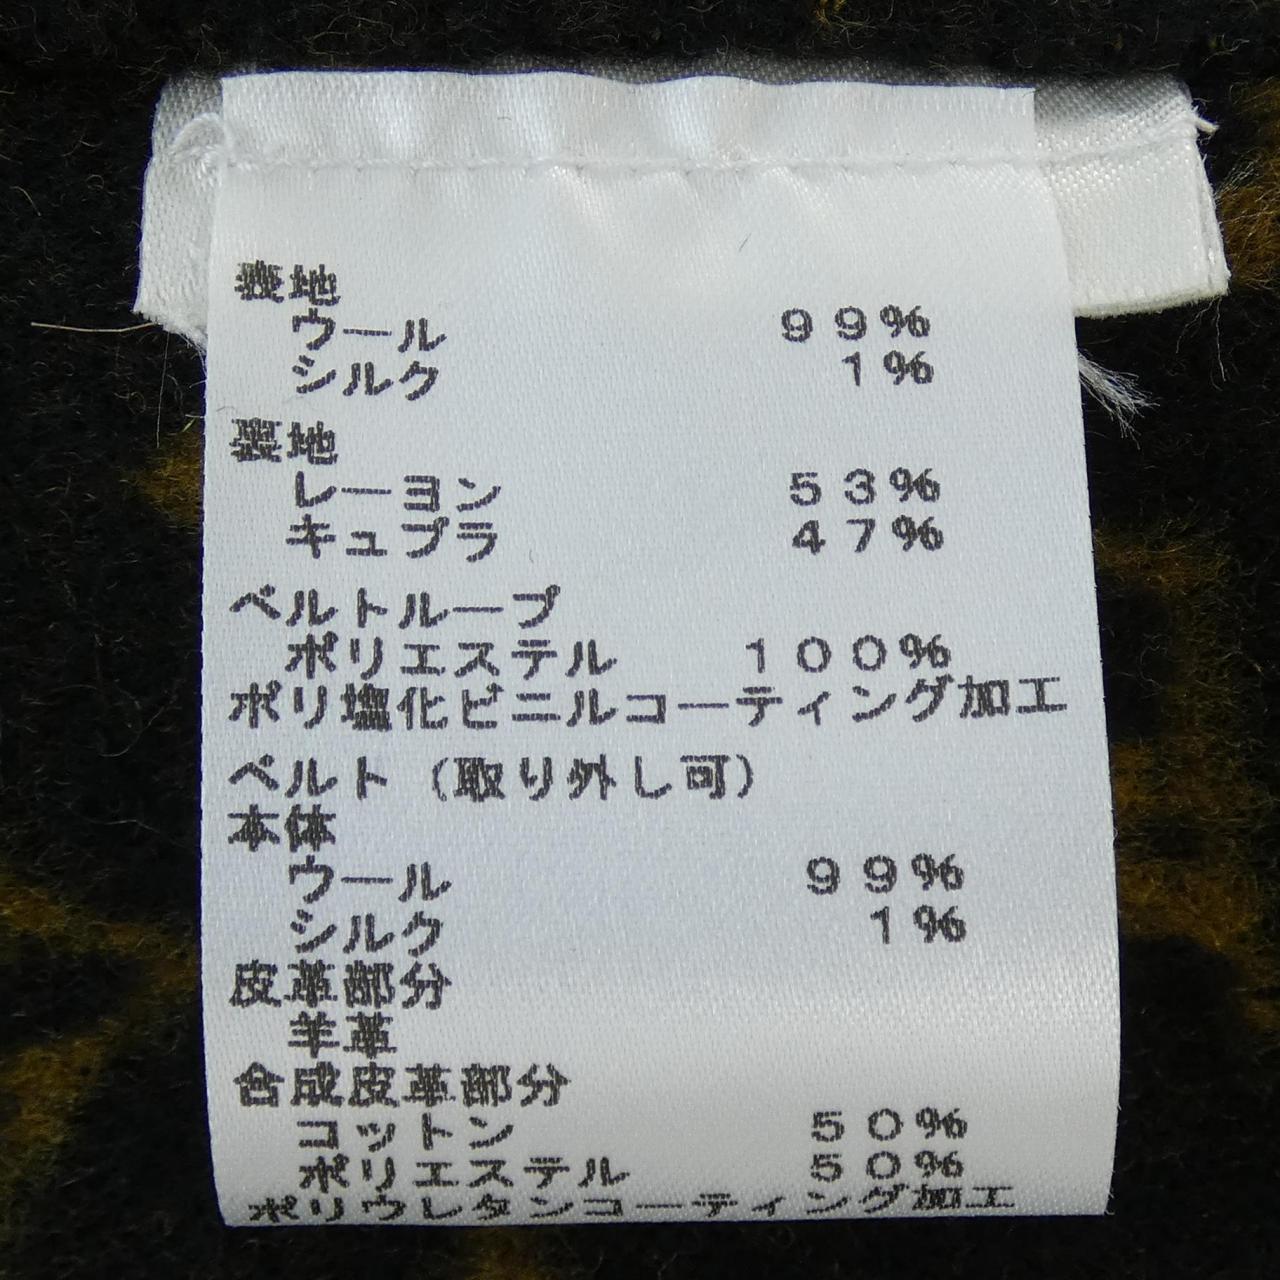 表地
ウール 99%
シルク 1%
裏地
レーヨン 53%
キュプラ 47%
ベルトループ
ポリエステル 100%
ポリ塩化ビニルコーティング加工
ベルト(取り外し可)
本体
ウール 99%
シルク 1%
皮革部分
羊革
合成皮革部分
コットン 50%
ポリエステル 50%
ポリウレタンコーティング加工